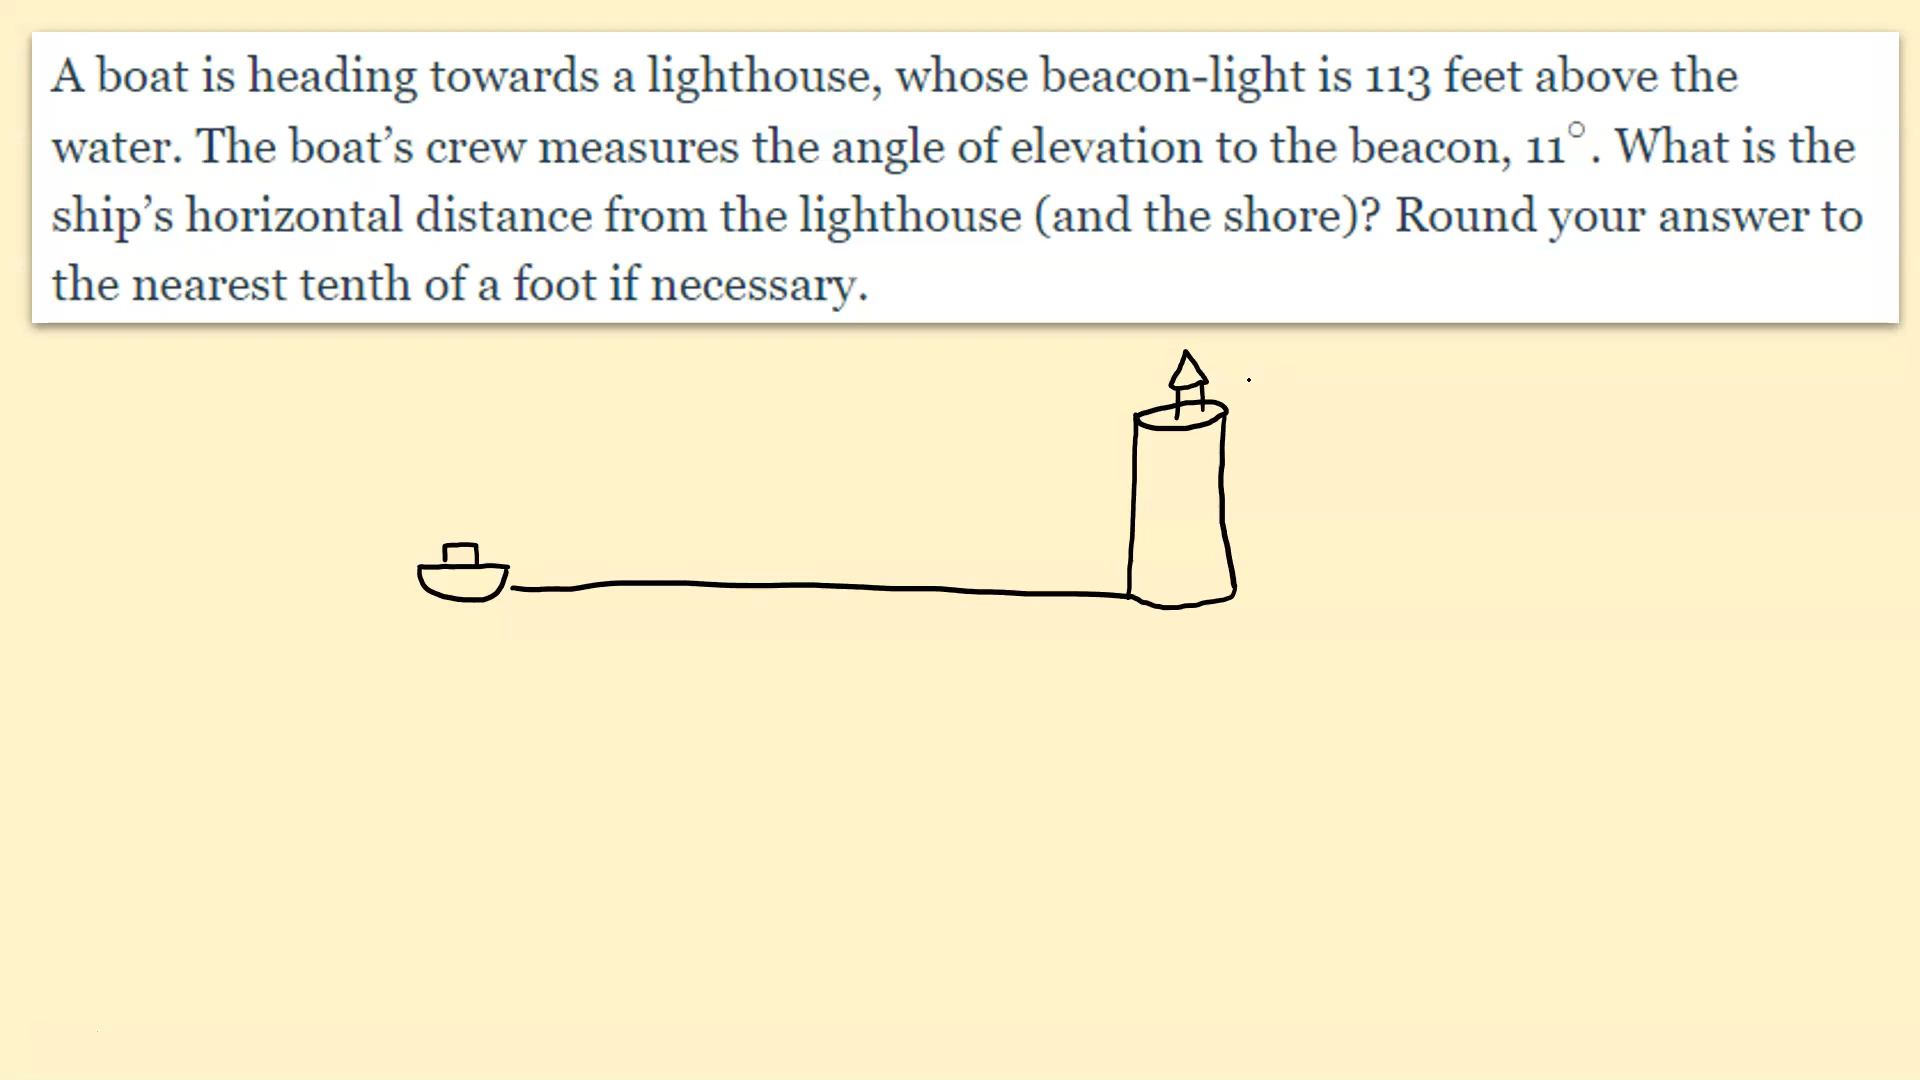 A boat is heading towards a lighthouse, whose beacon-light is 113 feet above the
water. The boat’s crew measures the angle of elevation to the beacon, 11°. What is the
ship’s horizontal distance from the lighthouse (and the shore)? Round your answer to
the nearest tenth of a foot if necessary.